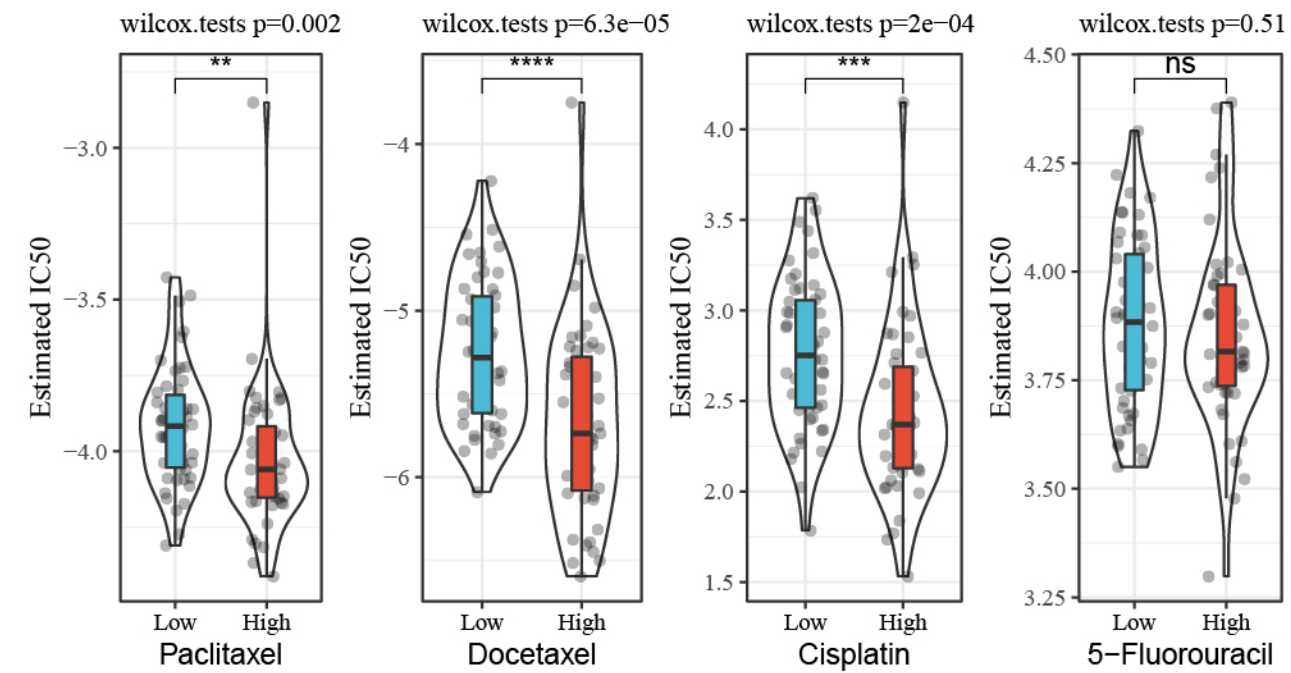 wilcox.tests p=0.002
wilcox.tests p=6.3e−05
wilcox.tests p=2e−04
wilcox.tests p=0.51
**
****
***
ns
Estimated IC50
−3.0
−3.5
−4.0
Low
High
Paclitaxel
Estimated IC50
−4
−5
−6
Low
High
Docetaxel
Estimated IC50
4.0
3.5
3.0
2.5
2.0
1.5
Low
High
Cisplatin
Estimated IC50
4.50
4.25
4.00
3.75
3.50
3.25
Low
High
5−Fluorouracil